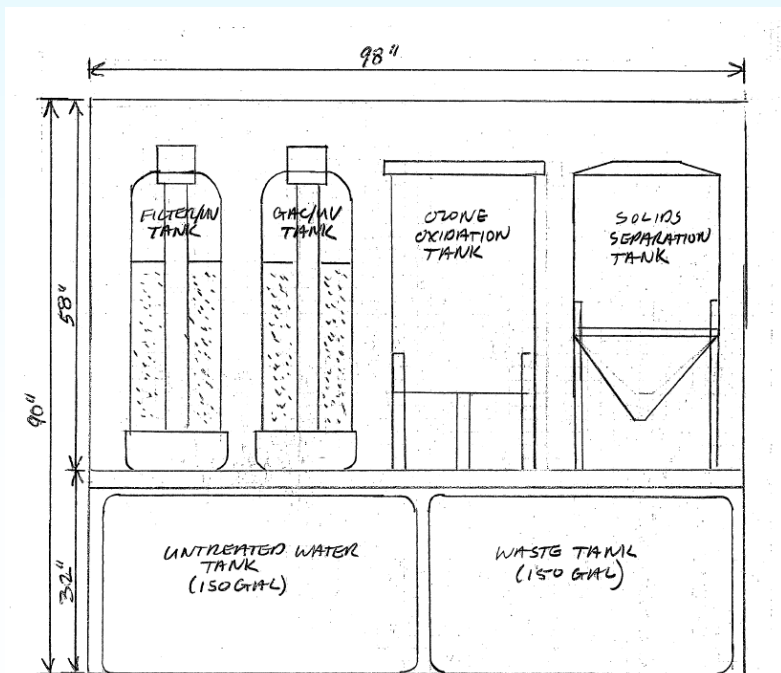 98"
FILTER/UV
TANK
GAC/UV
TANK
OZONE
OXIDATION
TANK
SOLIDS
SEPARATION
TANK
58"
90"
32"
UNTREATED WATER
TANK
(150 GAL)
WASTE TANK
(150 GAL)